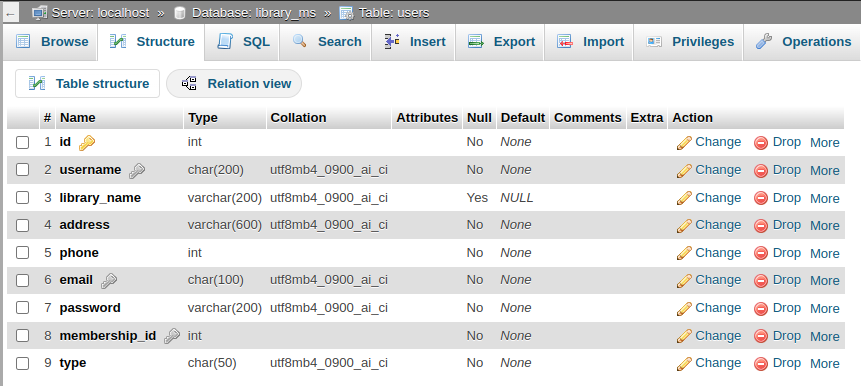 ← Server: localhost » Database: library_ms » Table: users
Browse Structure SQL Search Insert Export Import Privileges Operations
Table structure Relation view
# Name Type Collation Attributes Null Default Comments Extra Action
1 id int No None Change Drop More
2 username char(200) utf8mb4_0900_ai_ci No None Change Drop More
3 library_name varchar(200) utf8mb4_0900_ai_ci Yes NULL Change Drop More
4 address varchar(600) utf8mb4_0900_ai_ci No None Change Drop More
5 phone int No None Change Drop More
6 email char(100) utf8mb4_0900_ai_ci No None Change Drop More
7 password varchar(200) utf8mb4_0900_ai_ci No None Change Drop More
8 membership_id int No None Change Drop More
9 type char(50) utf8mb4_0900_ai_ci No None Change Drop More